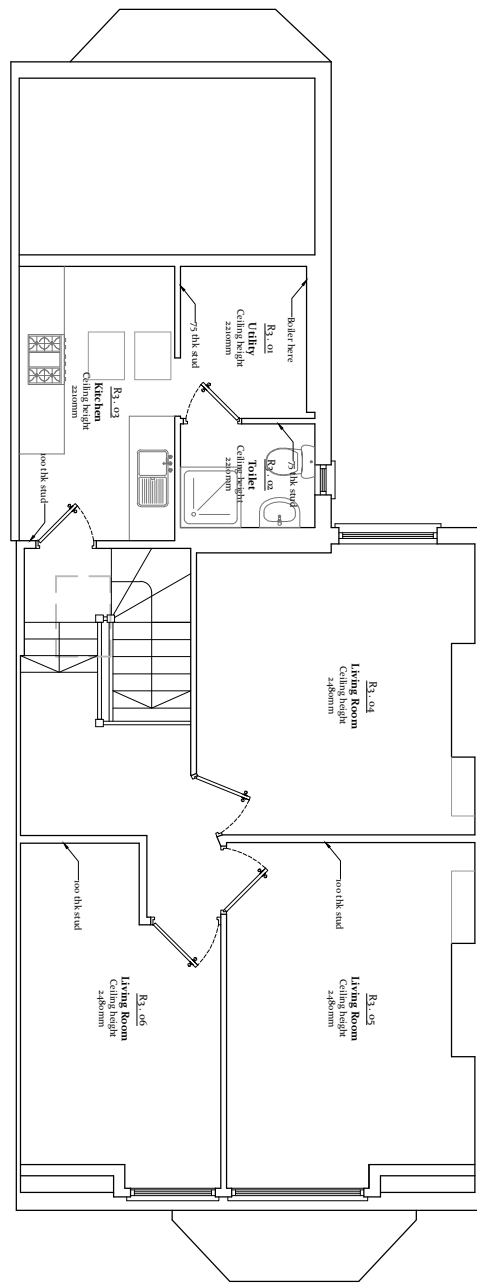 Boiler here
R3 . 01
Utility
Ceiling height
2210mm
75 thk stud
R3 . 03
Kitchen
Ceiling height
2210mm
75 thk stud
R3 . 02
Toilet
Ceiling height
2210mm
100 thk stud
R3 . 04
Living Room
Ceiling height
2480mm
100 thk stud
100 thk stud
R3 . 05
Living Room
Ceiling height
2480mm
R3 . 06
Living Room
Ceiling height
2480mm